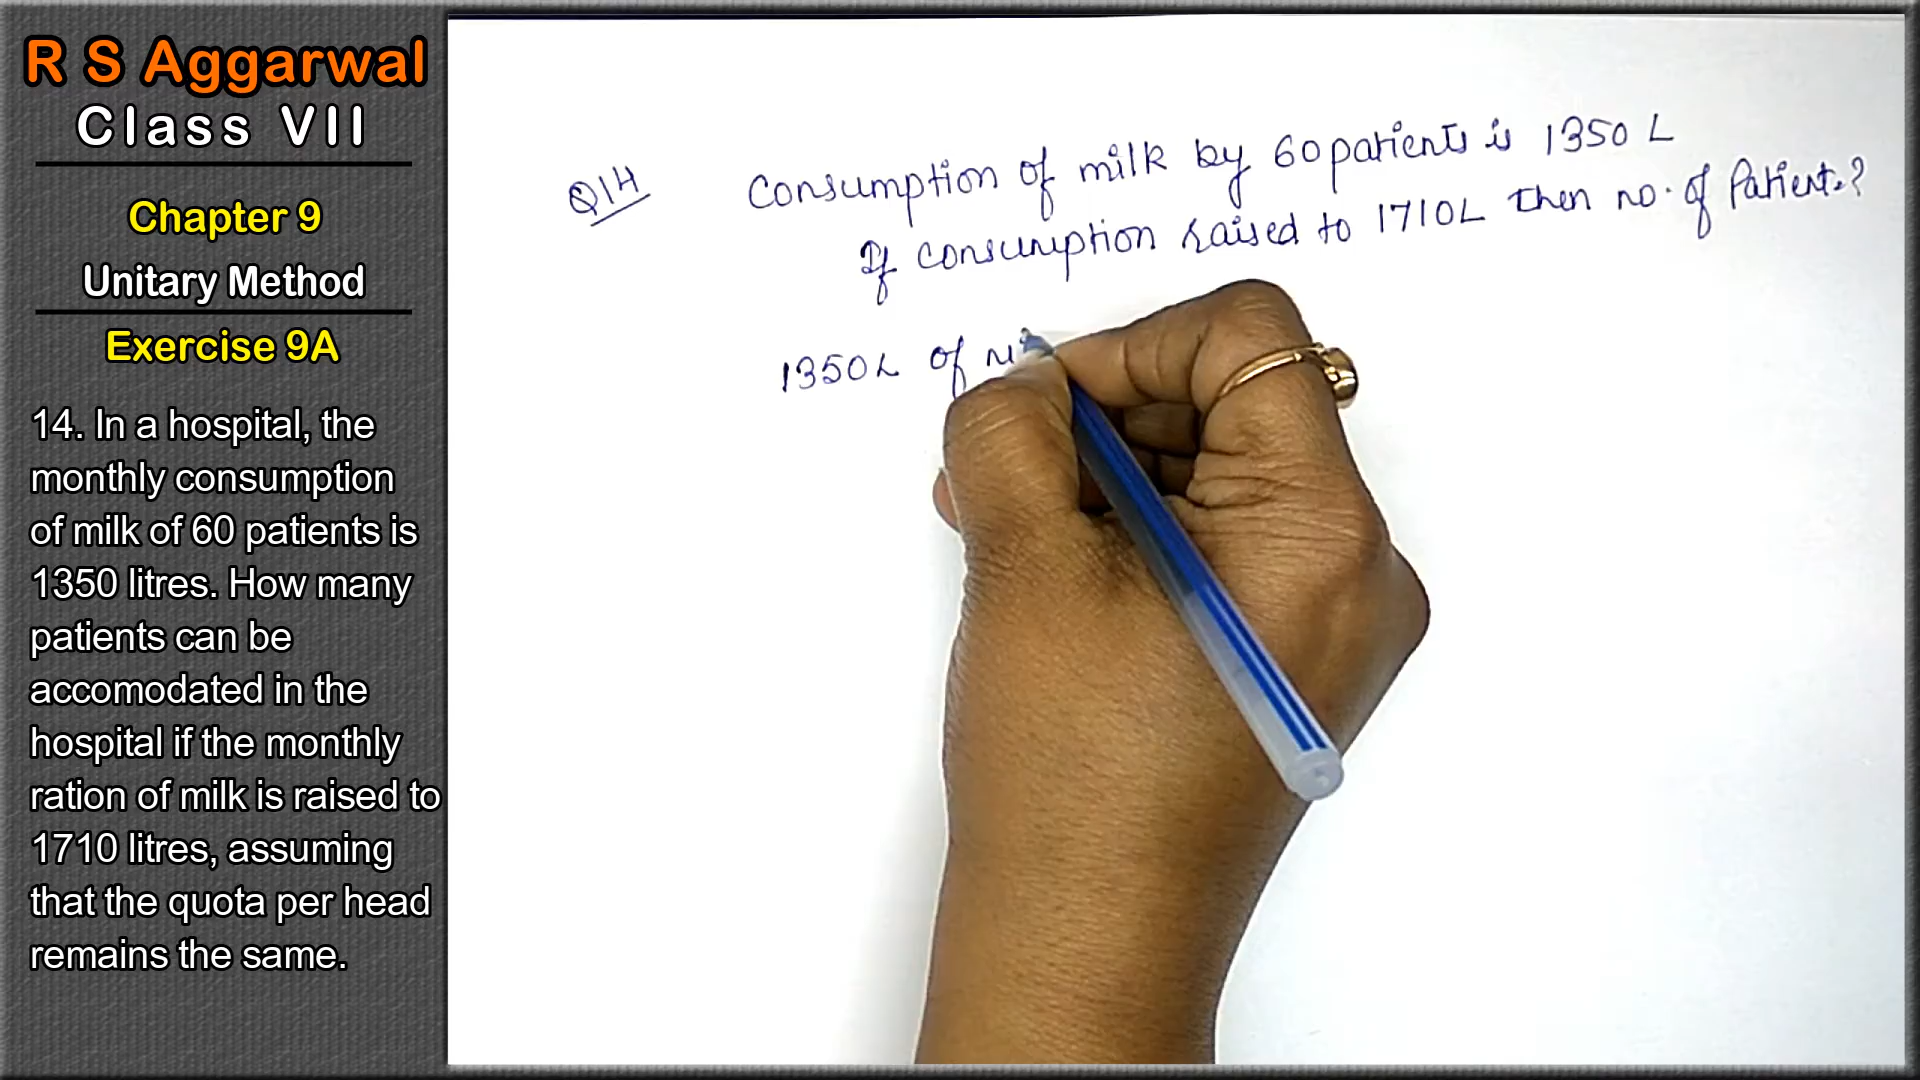 R S Aggarwal
Class VII
Chapter 9
Unitary Method
Exercise 9A
14. In a hospital, the
monthly consumption
of milk of 60 patients is
1350 litres. How many
patients can be
accomodated in the
hospital if the monthly
ration of milk is raised to
1710 litres, assuming
that the quota per head
remains the same.
Q14
Consumption of milk by 60 patients is 1350 L
If consumption raised to 1710L then no. of Patient.?
1350L of